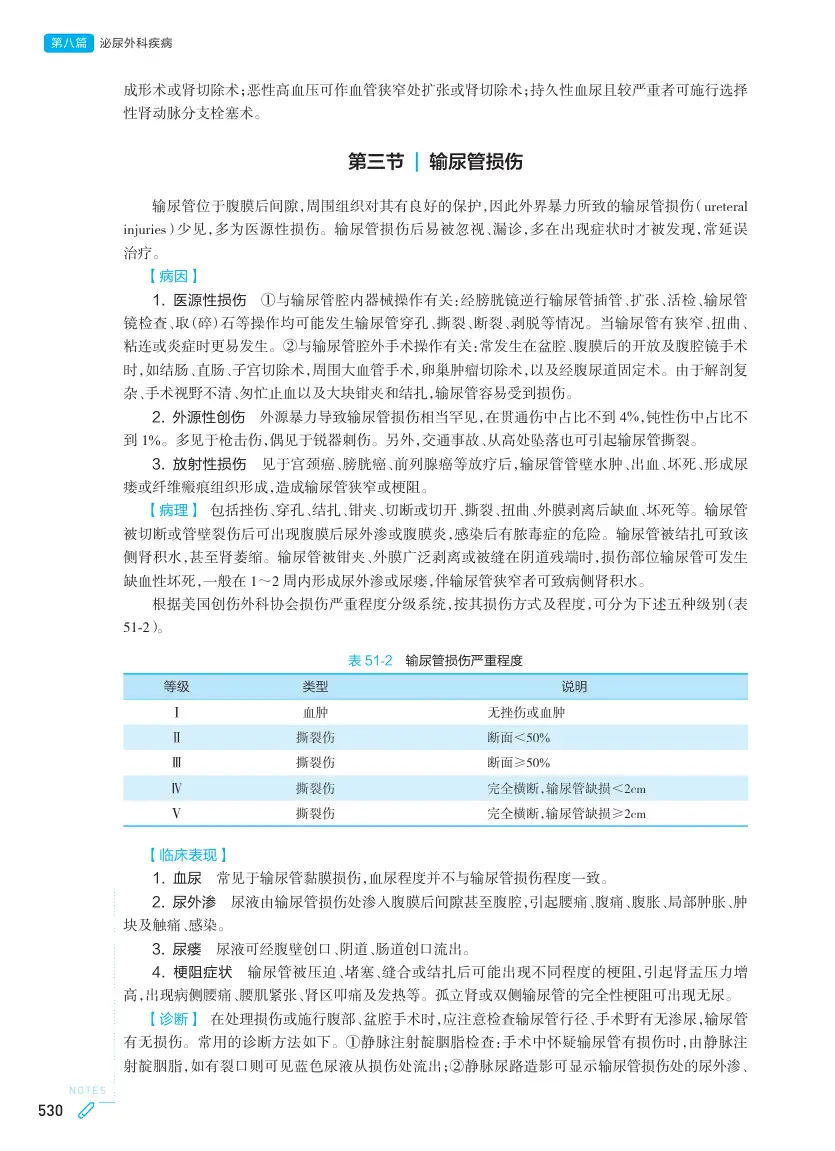 第八篇 泌尿外科疾病
成形术或肾切除术;恶性高血压可作血管狭窄处扩张或肾切除术;持久性血尿且较严重者可施行选择
性肾动脉分支栓塞术。
第三节 | 输尿管损伤
输尿管位于腹膜后间隙,周围组织对其有良好的保护,因此外界暴力所致的输尿管损伤(ureteral
injuries)少见,多为医源性损伤。输尿管损伤后易被忽视、漏诊,多在出现症状时才被发现,常延误
治疗。
【病因】
1. 医源性损伤 ①与输尿管腔内器械操作有关:经膀胱镜逆行输尿管插管、扩张、活检、输尿管
镜检查、取(碎)石等操作均可能发生输尿管穿孔、撕裂、断裂、剥脱等情况。当输尿管有狭窄、扭曲、
粘连或炎症时更易发生。②与输尿管腔外手术操作有关:常发生在盆腔、腹膜后的开放及腹腔镜手术
时,如结肠、直肠、子宫切除术,周围大血管手术,卵巢肿瘤切除术,以及经腹尿道固定术。由于解剖复
杂、手术视野不清、匆忙止血以及大块钳夹和结扎,输尿管容易受到损伤。
2. 外源性创伤 外源暴力导致输尿管损伤相当罕见,在贯通伤中占比不到 4%,钝性伤中占比不
到 1%。多见于枪击伤,偶见于锐器刺伤。另外,交通事故、从高处坠落也可引起输尿管撕裂。
3. 放射性损伤 见于宫颈癌、膀胱癌、前列腺癌等放疗后,输尿管管壁水肿、出血、坏死、形成尿
瘘或纤维瘢痕组织形成,造成输尿管狭窄或梗阻。
【病理】 包括挫伤、穿孔、结扎、钳夹、切断或切开、撕裂、扭曲、外膜剥离后缺血、坏死等。输尿管
被切断或管壁裂伤后可出现腹膜后尿外渗或腹膜炎,感染后有脓毒症的危险。输尿管被结扎可致该
侧肾积水,甚至肾萎缩。输尿管被钳夹、外膜广泛剥离或被缝在阴道残端时,损伤部位输尿管可发生
缺血性坏死,一般在 1～2 周内形成尿外渗或尿瘘,伴输尿管狭窄者可致病侧肾积水。
根据美国创伤外科协会损伤严重程度分级系统,按其损伤方式及程度,可分为下述五种级别(表
51-2)。
表 51-2 输尿管损伤严重程度
等级 类型 说明
Ⅰ 血肿 无挫伤或血肿
Ⅱ 撕裂伤 断面＜50%
Ⅲ 撕裂伤 断面≥50%
Ⅳ 撕裂伤 完全横断,输尿管缺损＜2cm
Ⅴ 撕裂伤 完全横断,输尿管缺损≥2cm
【临床表现】
1. 血尿 常见于输尿管黏膜损伤,血尿程度并不与输尿管损伤程度一致。
2. 尿外渗 尿液由输尿管损伤处渗入腹膜后间隙甚至腹腔,引起腰痛、腹痛、腹胀、局部肿胀、肿
块及触痛、感染。
3. 尿瘘 尿液可经腹壁创口、阴道、肠道创口流出。
4. 梗阻症状 输尿管被压迫、堵塞、缝合或结扎后可能出现不同程度的梗阻,引起肾盂压力增
高,出现病侧腰痛、腰肌紧张、肾区叩痛及发热等。孤立肾或双侧输尿管的完全性梗阻可出现无尿。
【诊断】 在处理损伤或施行腹部、盆腔手术时,应注意检查输尿管行径、手术野有无渗尿,输尿管
有无损伤。常用的诊断方法如下。①静脉注射靛胭脂检查:手术中怀疑输尿管有损伤时,由静脉注
射靛胭脂,如有裂口则可见蓝色尿液从损伤处流出;②静脉尿路造影可显示输尿管损伤处的尿外渗、
NOTES
530